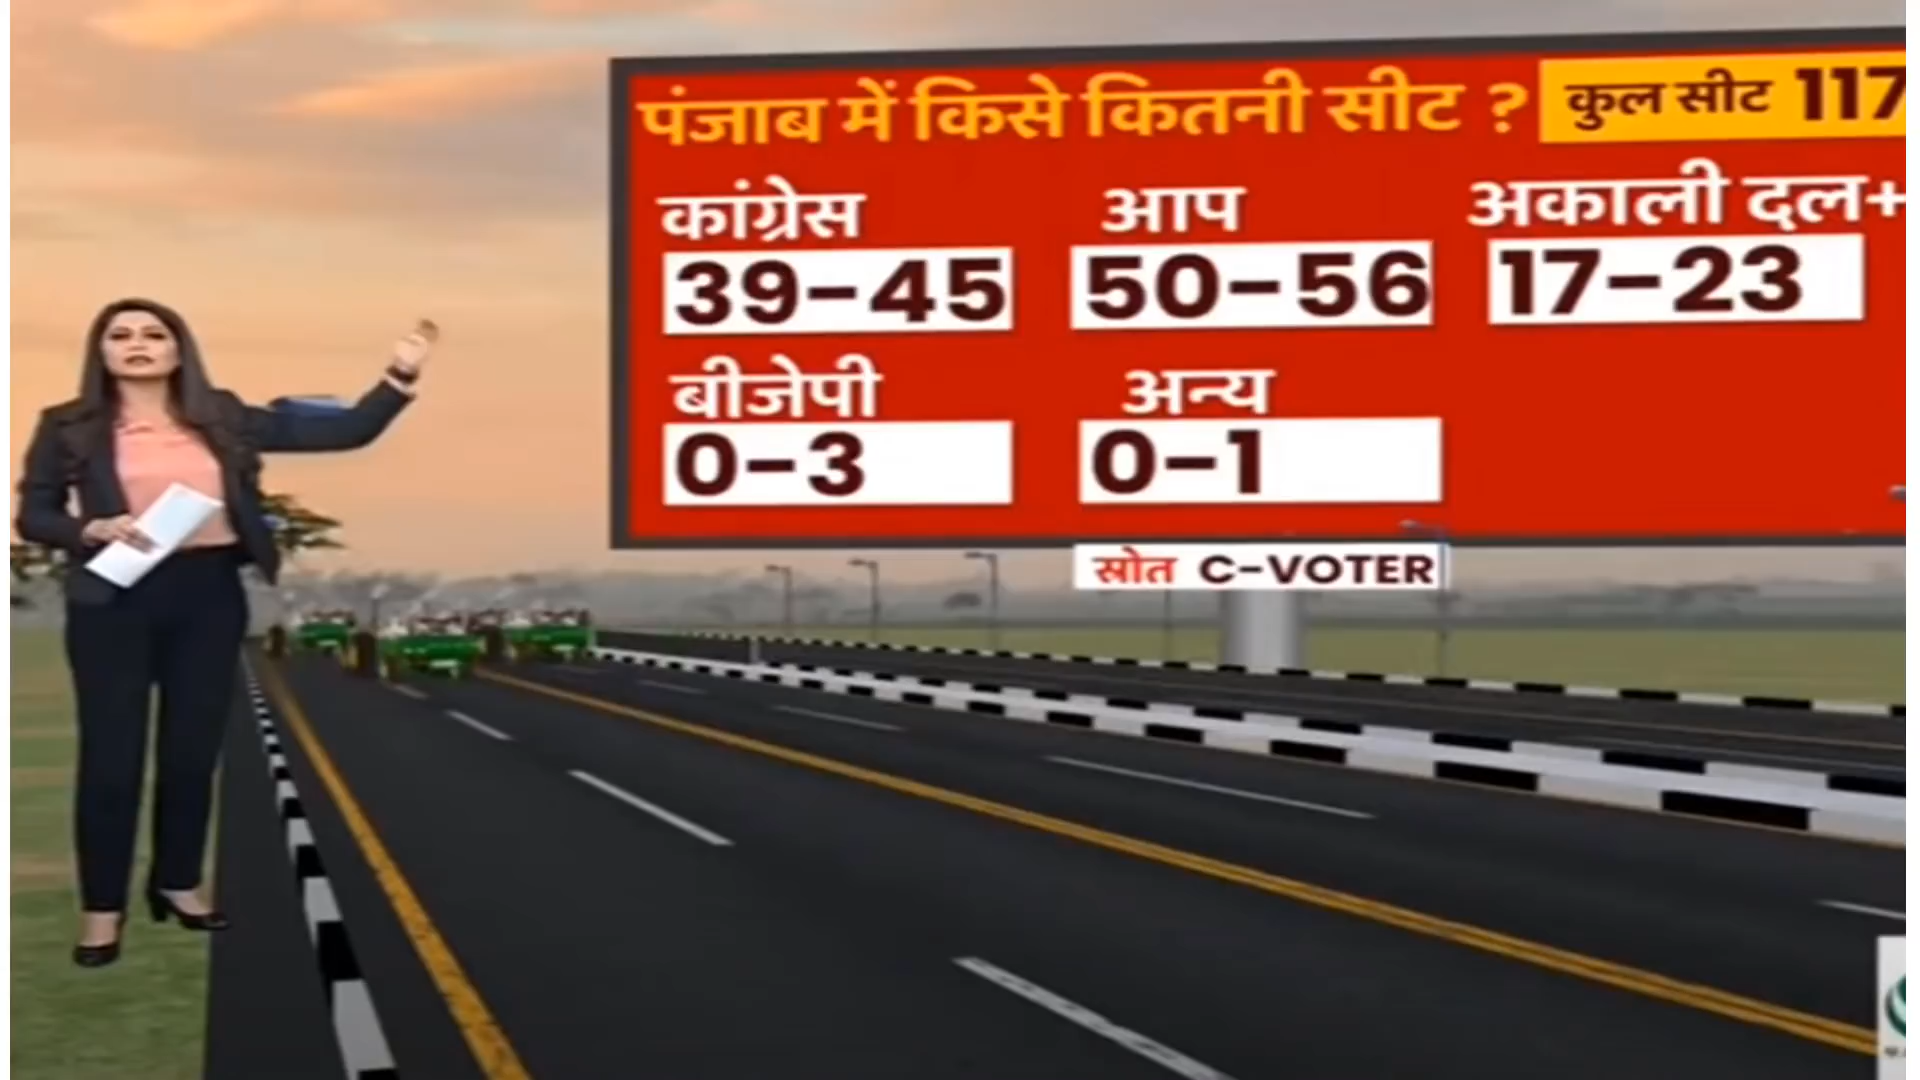 पंजाब में किसे कितनी सीट ? कुल सीट 117
कांग्रेस आप अकाली दल+
39-45 50-56 17-23
बीजेपी अन्य
0-3 0-1
स्रोत C-VOTER